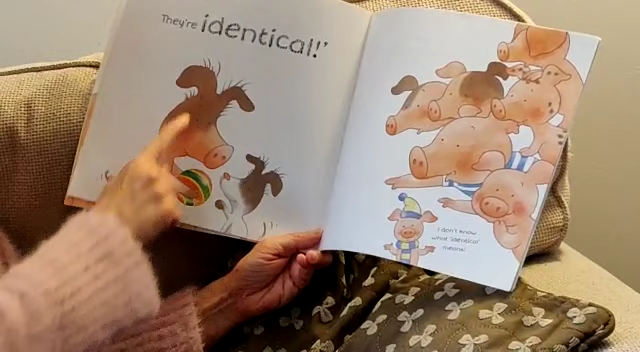 They're identical!'
I don't know
what 'identical'
means!